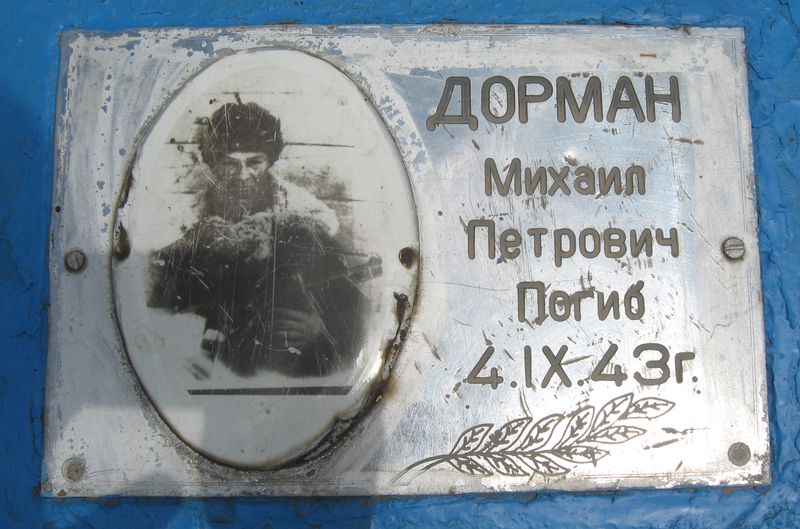 ДОРМАН
Михаил
Петрович
Погиб
4.IX.43г.